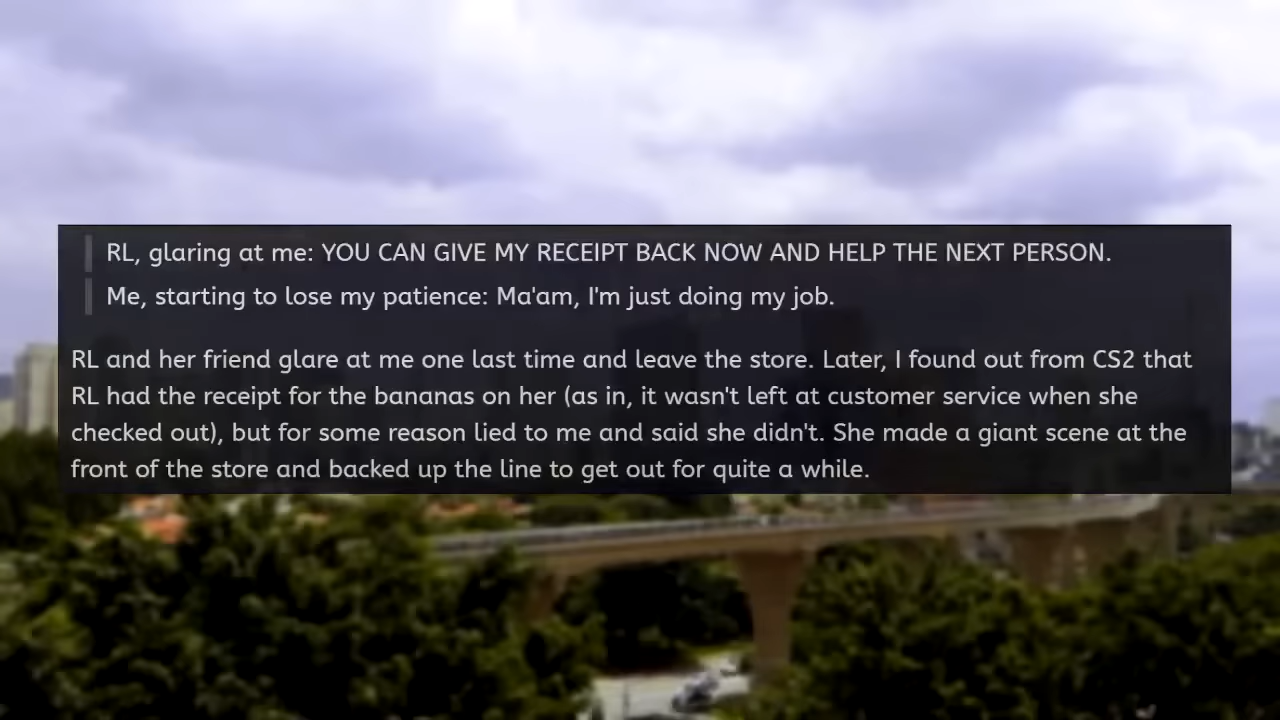 RL, glaring at me: YOU CAN GIVE MY RECEIPT BACK NOW AND HELP THE NEXT PERSON.
Me, starting to lose my patience: Ma'am, I'm just doing my job.
RL and her friend glare at me one last time and leave the store. Later, I found out from CS2 that
RL had the receipt for the bananas on her (as in, it wasn't left at customer service when she
checked out), but for some reason lied to me and said she didn't. She made a giant scene at the
front of the store and backed up the line to get out for quite a while.